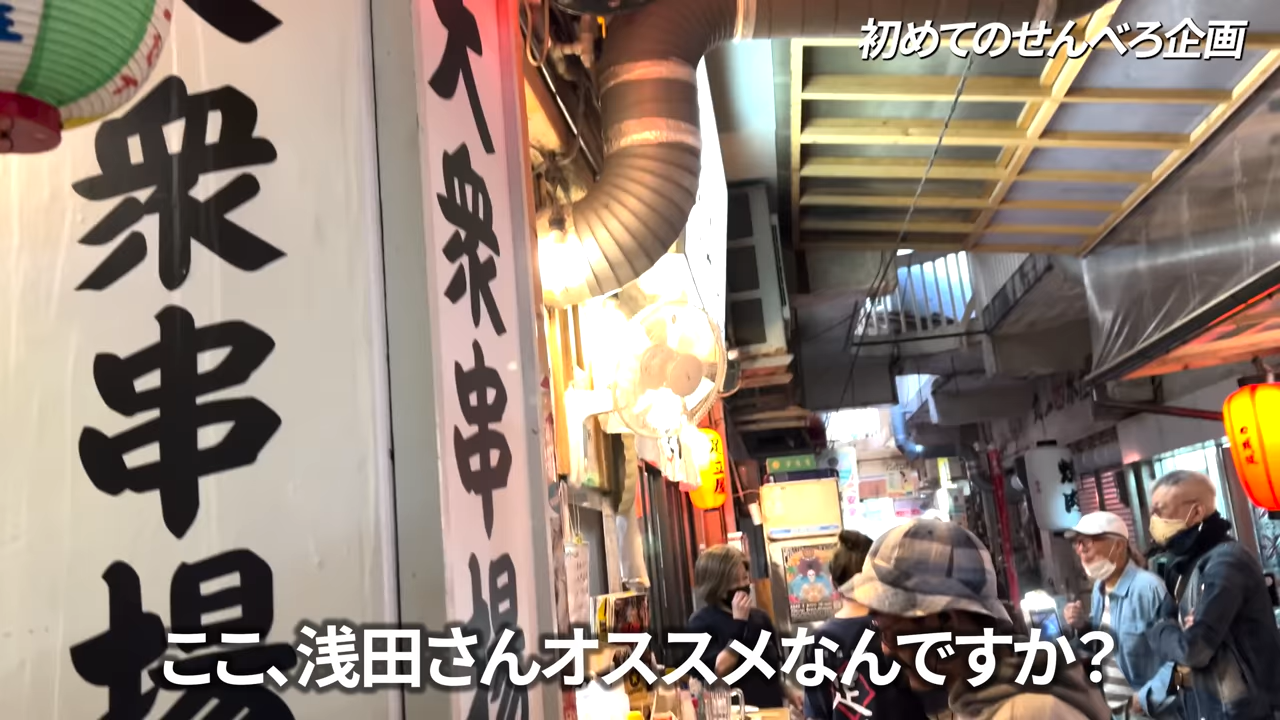 初めてのせんべろ企画
衆串場
大衆串場
ここ、浅田さんオススメなんですか?